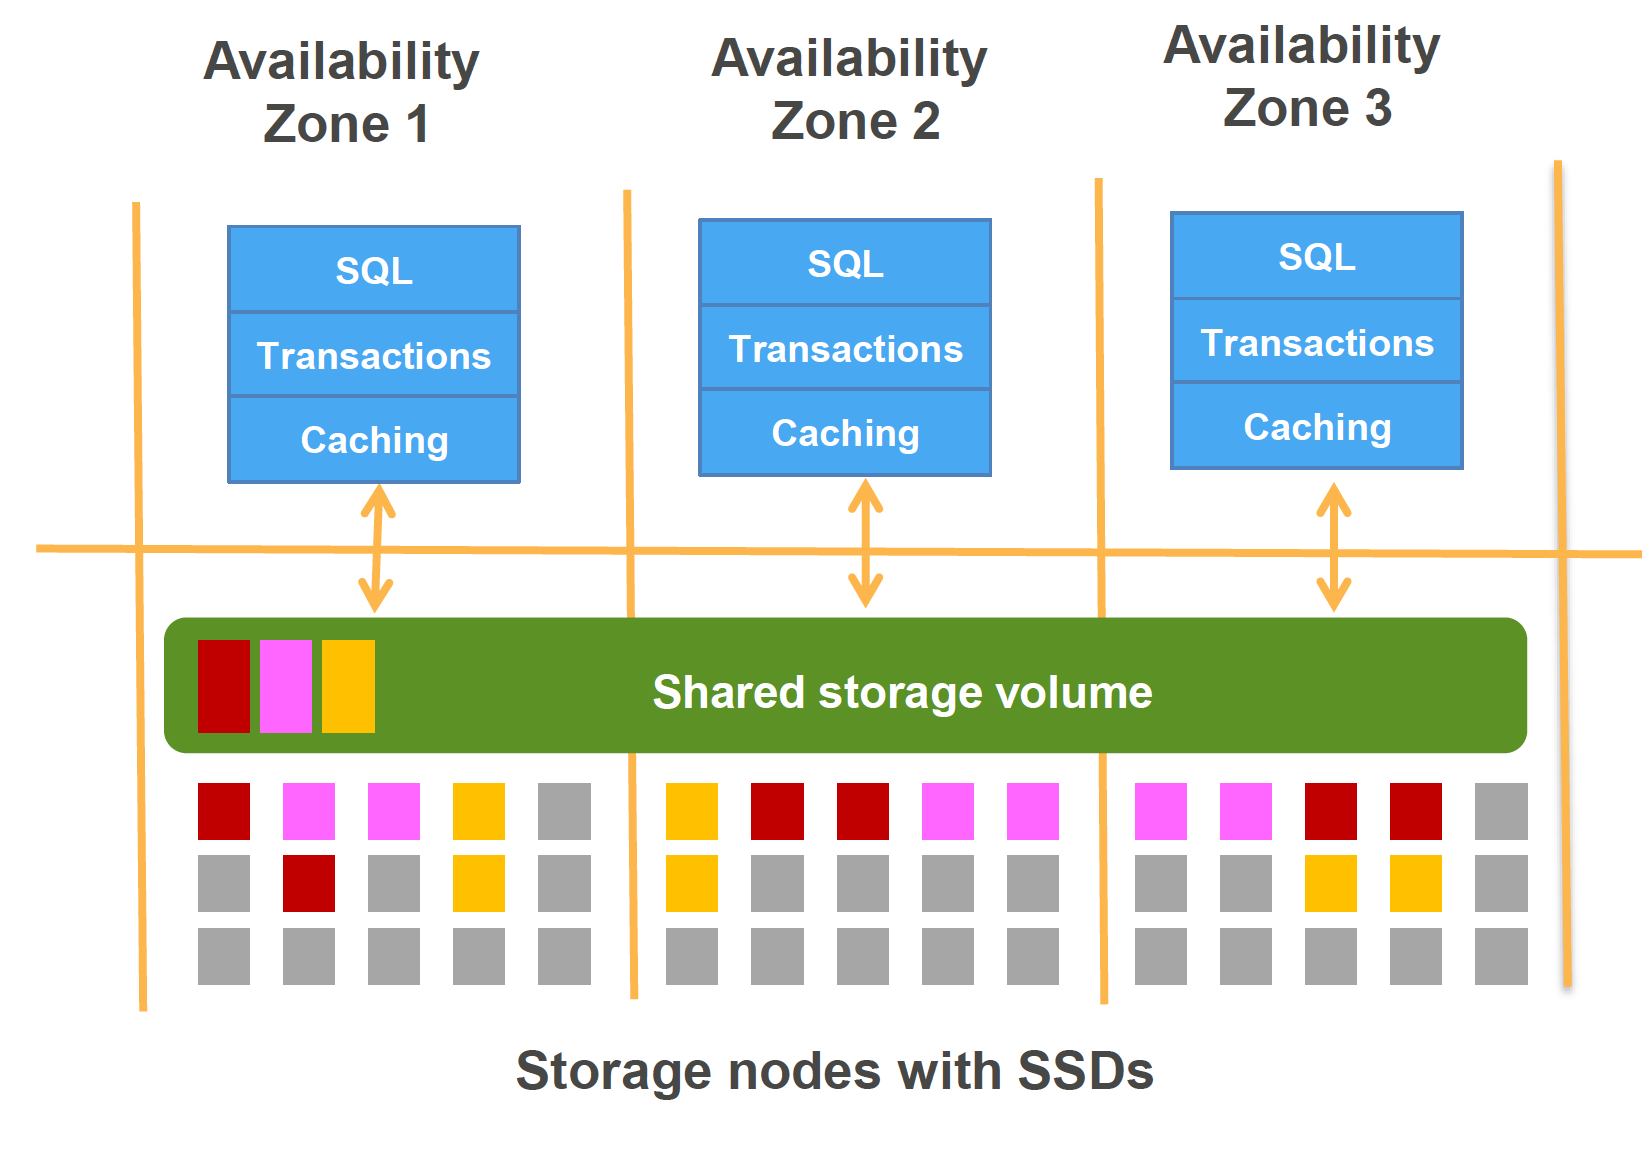 Availability
Zone 1
Availability
Zone 2
Availability
Zone 3
SQL
Transactions
Caching
SQL
Transactions
Caching
SQL
Transactions
Caching
Shared storage volume
Storage nodes with SSDs